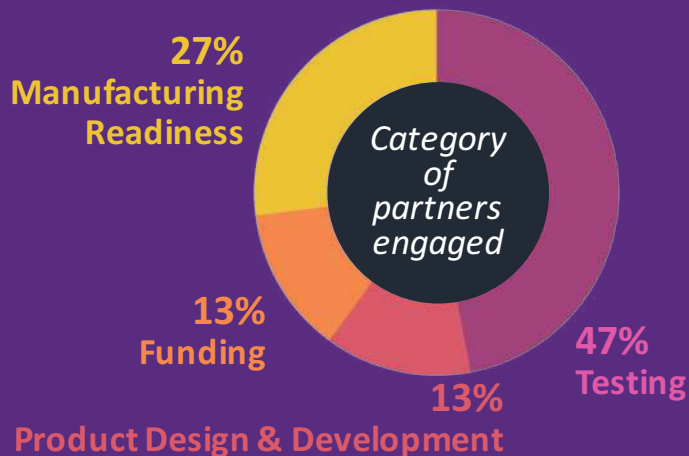 27%
Manufacturing
Readiness
Category
of
partners
engaged
13%
Funding
47%
Testing
13%
Product Design & Development